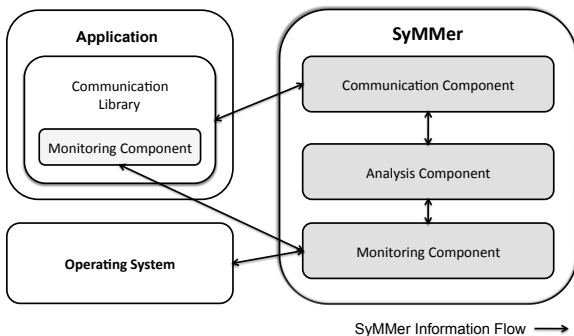 Application
Communication
Library
Monitoring Component
Operating System
SyMMer
Communication Component
Analysis Component
Monitoring Component
SyMMer Information Flow